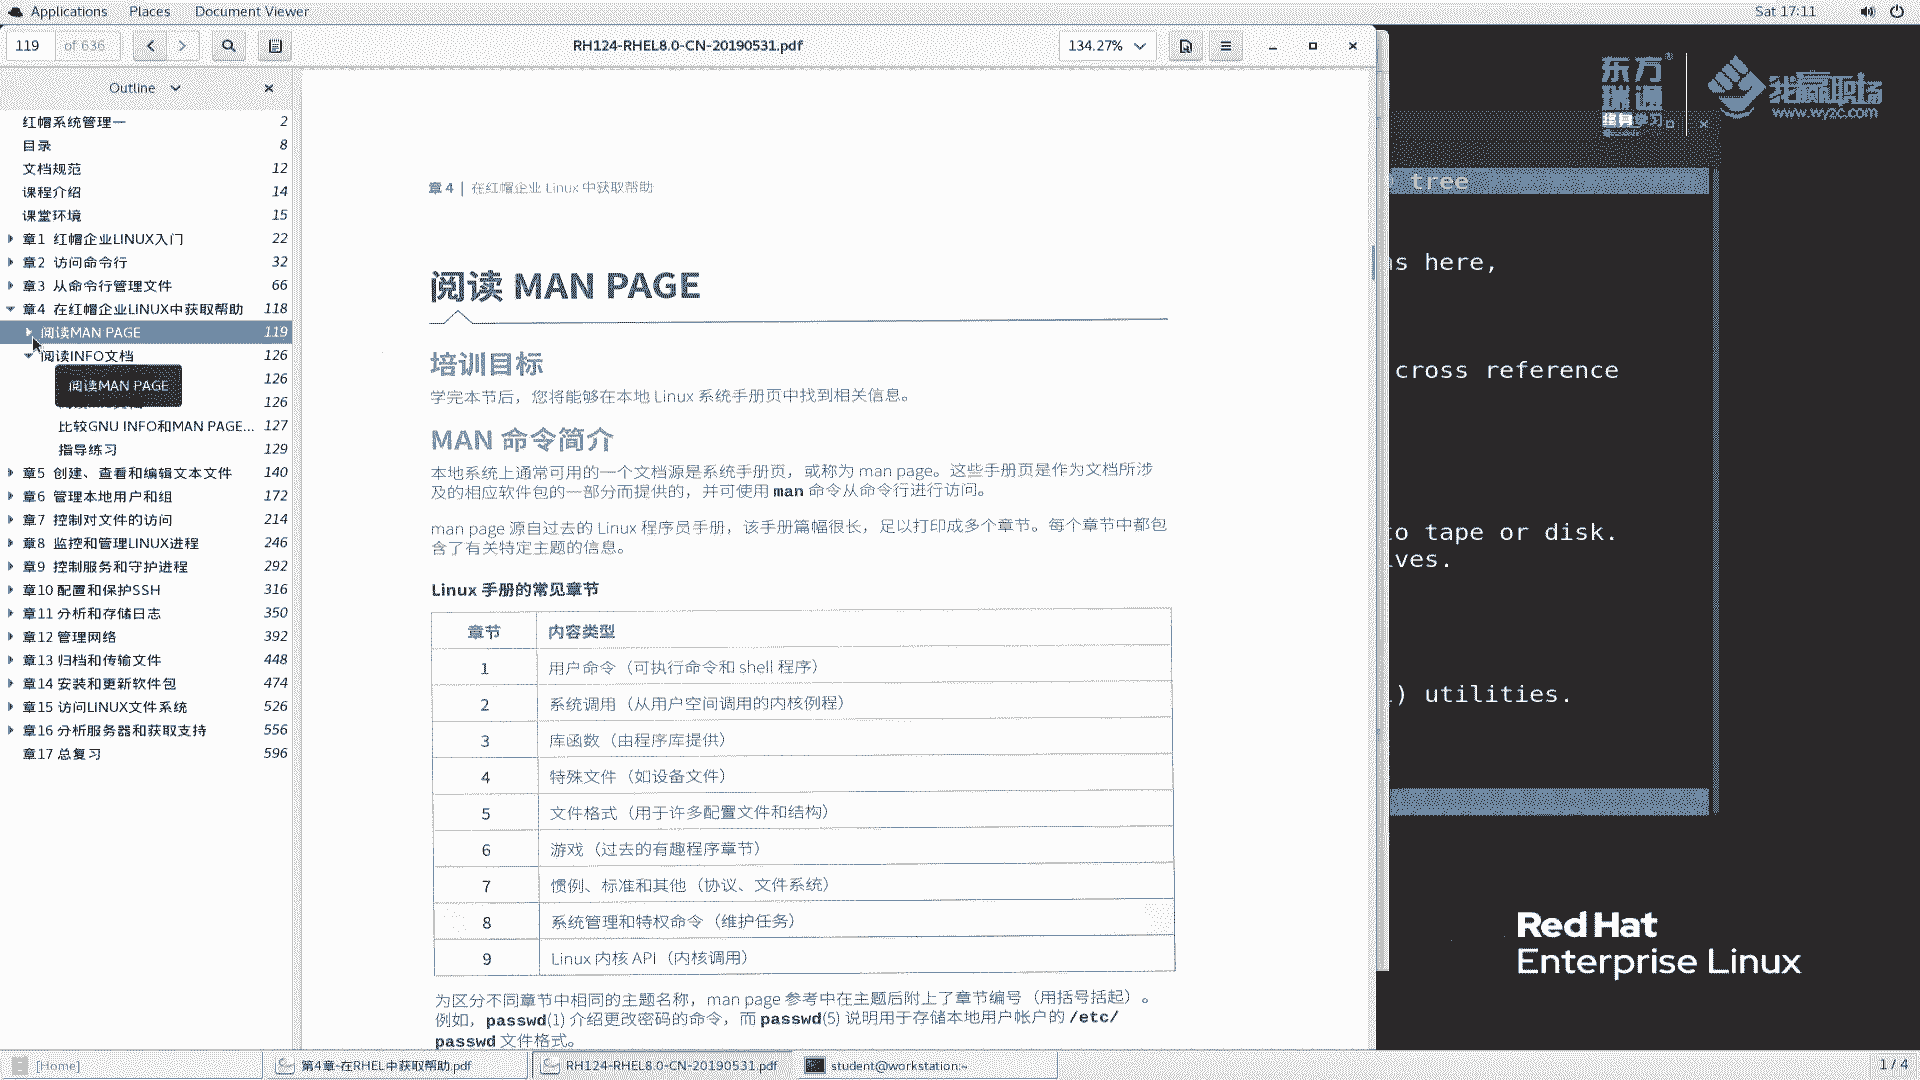 Applications Places Document Viewer Sat 17:11
119 of 636 RH124-RHEL8.0-CN-20190531.pdf 134.27%
Outline
红帽系统管理一 2
目录 8
文档规范 12
课程介绍 14
课堂环境 15
章1 红帽企业LINUX入门 22
章2 访问命令行 32
章3 从命令行管理文件 66
章4 在红帽企业LINUX中获取帮助 118
阅读MAN PAGE 119
阅读INFO文档 126
126
阅读MAN PAGE
126
比较GNU INFO和MAN PAGE... 127
指导练习 129
章5 创建、查看和编辑文本文件 140
章6 管理本地用户和组 172
章7 控制对文件的访问 214
章8 监控和管理LINUX进程 246
章9 控制服务和守护进程 292
章10 配置和保护SSH 316
章11 分析和存储日志 350
章12 管理网络 392
章13 归档和传输文件 448
章14 安装和更新软件包 474
章15 访问LINUX文件系统 526
章16 分析服务器和获取支持 556
章17 总复习 596
章 4 | 在红帽企业 Linux 中获取帮助
阅读 MAN PAGE
培训目标
学完本节后，您将能够在本地 Linux 系统手册页中找到相关信息。
MAN 命令简介
本地系统上通常可用的一个文档源是系统手册页，或称为 man page。这些手册页是作为文档所涉
及的相应软件包的一部分而提供的，并可使用 man 命令从命令行进行访问。
man page 源自过去的 Linux 程序员手册，该手册篇幅很长，足以打印成多个章节。每个章节中都包
含了有关特定主题的信息。
Linux 手册的常见章节
章节 内容类型
1 用户命令（可执行命令和 shell 程序）
2 系统调用（从用户空间调用的内核例程）
3 库函数（由程序库提供）
4 特殊文件（如设备文件）
5 文件格式（用于许多配置文件和结构）
6 游戏（过去的有趣程序章节）
7 惯例、标准和其他（协议、文件系统）
8 系统管理和特权命令（维护任务）
9 Linux 内核 API（内核调用）
为区分不同章节中相同的主题名称，man page 参考中在主题后附上了章节编号（用括号括起）。
例如，passwd(1) 介绍更改密码的命令，而 passwd(5) 说明用于存储本地用户帐户的 /etc/
passwd 文件格式。
东方
瑞通
终身学习
我赢职场
www.wyzc.com
) tree
s here,
cross reference
o tape or disk.
ves.
) utilities.
Red Hat
Enterprise Linux
[Home] 第4章-在RHEL中获取帮助.pdf RH124-RHEL8.0-CN-20190531.pdf student@workstation:~ 1 / 4